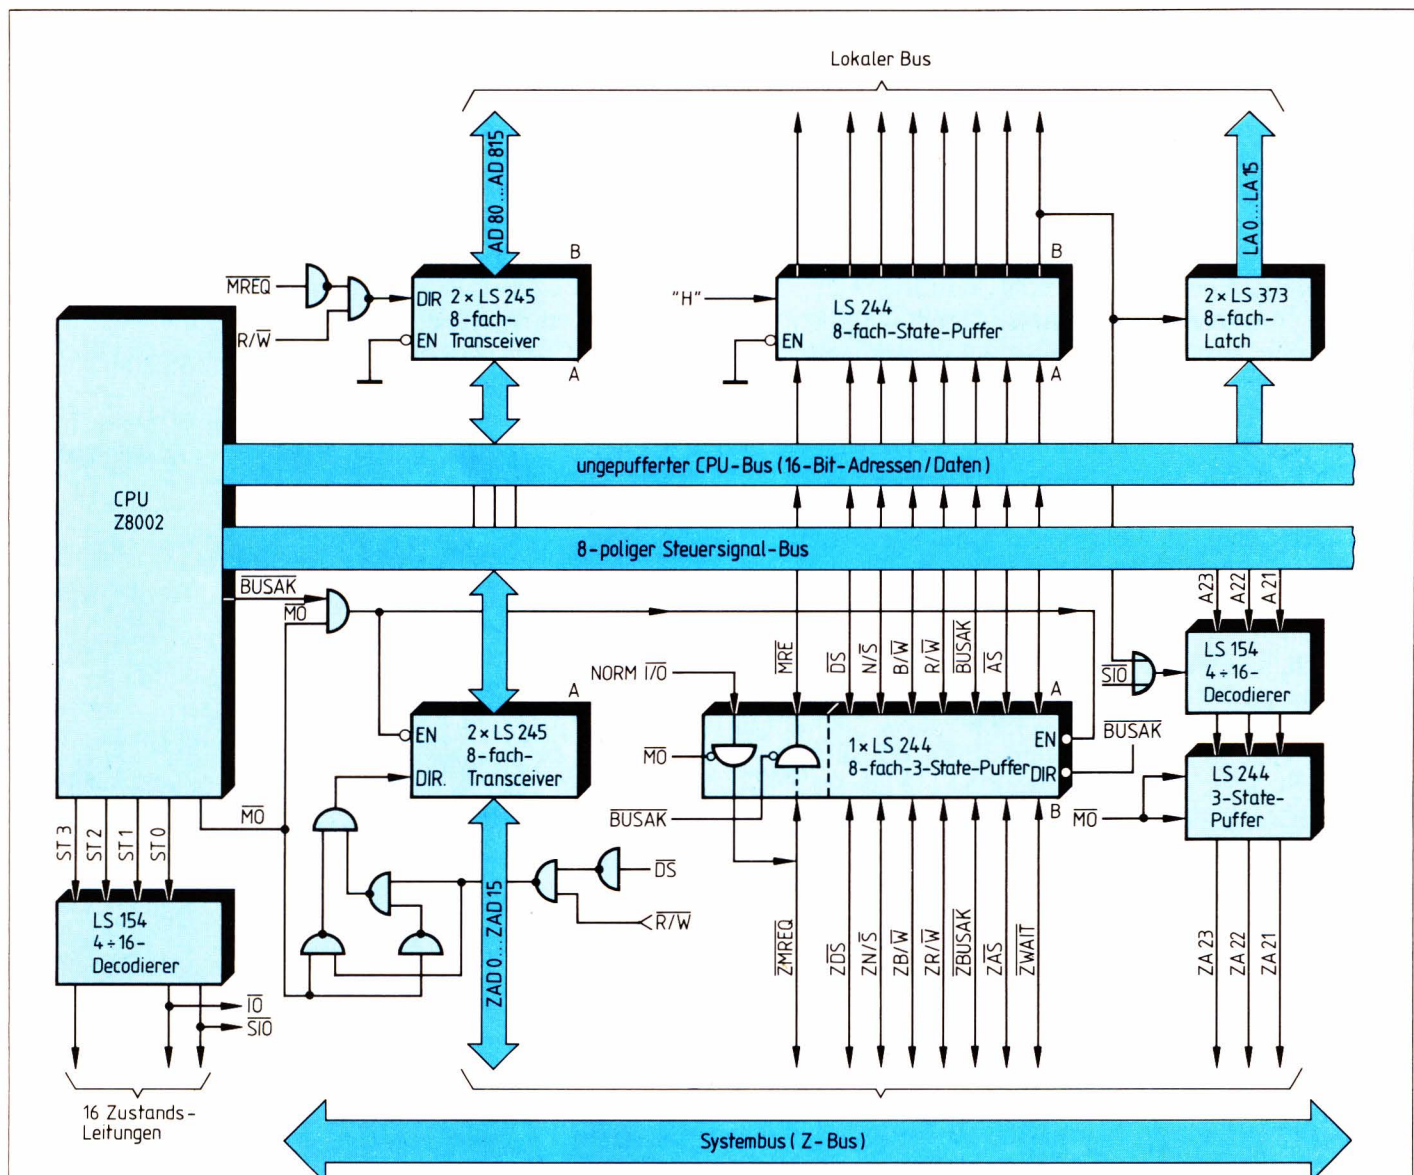 Lokaler Bus
AD 80 ... AD 815
LA 0 ... LA 15
B
B
MREQ
R/W
DIR
2 × LS 245
8-fach-
Transceiver
EN
A
"H"
LS 244
8-fach-State-Puffer
EN
A
2 × LS 373
8-fach-
Latch
CPU
Z8002
ungepufferter CPU-Bus (16-Bit-Adressen / Daten)
8-poliger Steuersignal-Bus
BUSAK
MO
A23
A22
A21
NORM I/O
MRE
DS
N/S
B/W
R/W
BUSAK
AS
SIO
LS 154
4÷16-
Decodierer
A
A
EN
2 × LS 245
8-fach-
Transceiver
DIR.
MO
1 × LS 244
8-fach-3-State-Puffer
EN
DIR
BUSAK
LS 244
3-State-
Puffer
MO
BUSAK
B
MO
ST 3
ST 2
ST 1
ST 0
DS
R/W
LS 154
4÷16-
Decodierer
IO
SIO
ZAD 0 ... ZAD 15
ZMREQ
ZDS
ZN/S
ZB/W
ZR/W
ZBUSAK
ZAS
ZWAIT
ZA 23
ZA 22
ZA 21
16 Zustands-
Leitungen
Systembus ( Z - Bus )